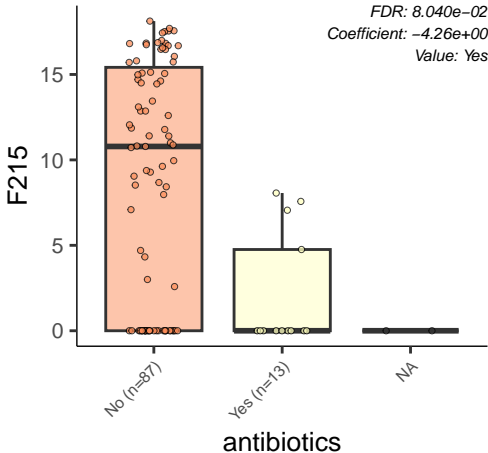 FDR: 8.040e−02
Coefficient: −4.26e+00
Value: Yes
F215
15
10
5
0
No (n=87)
Yes (n=13)
NA
antibiotics